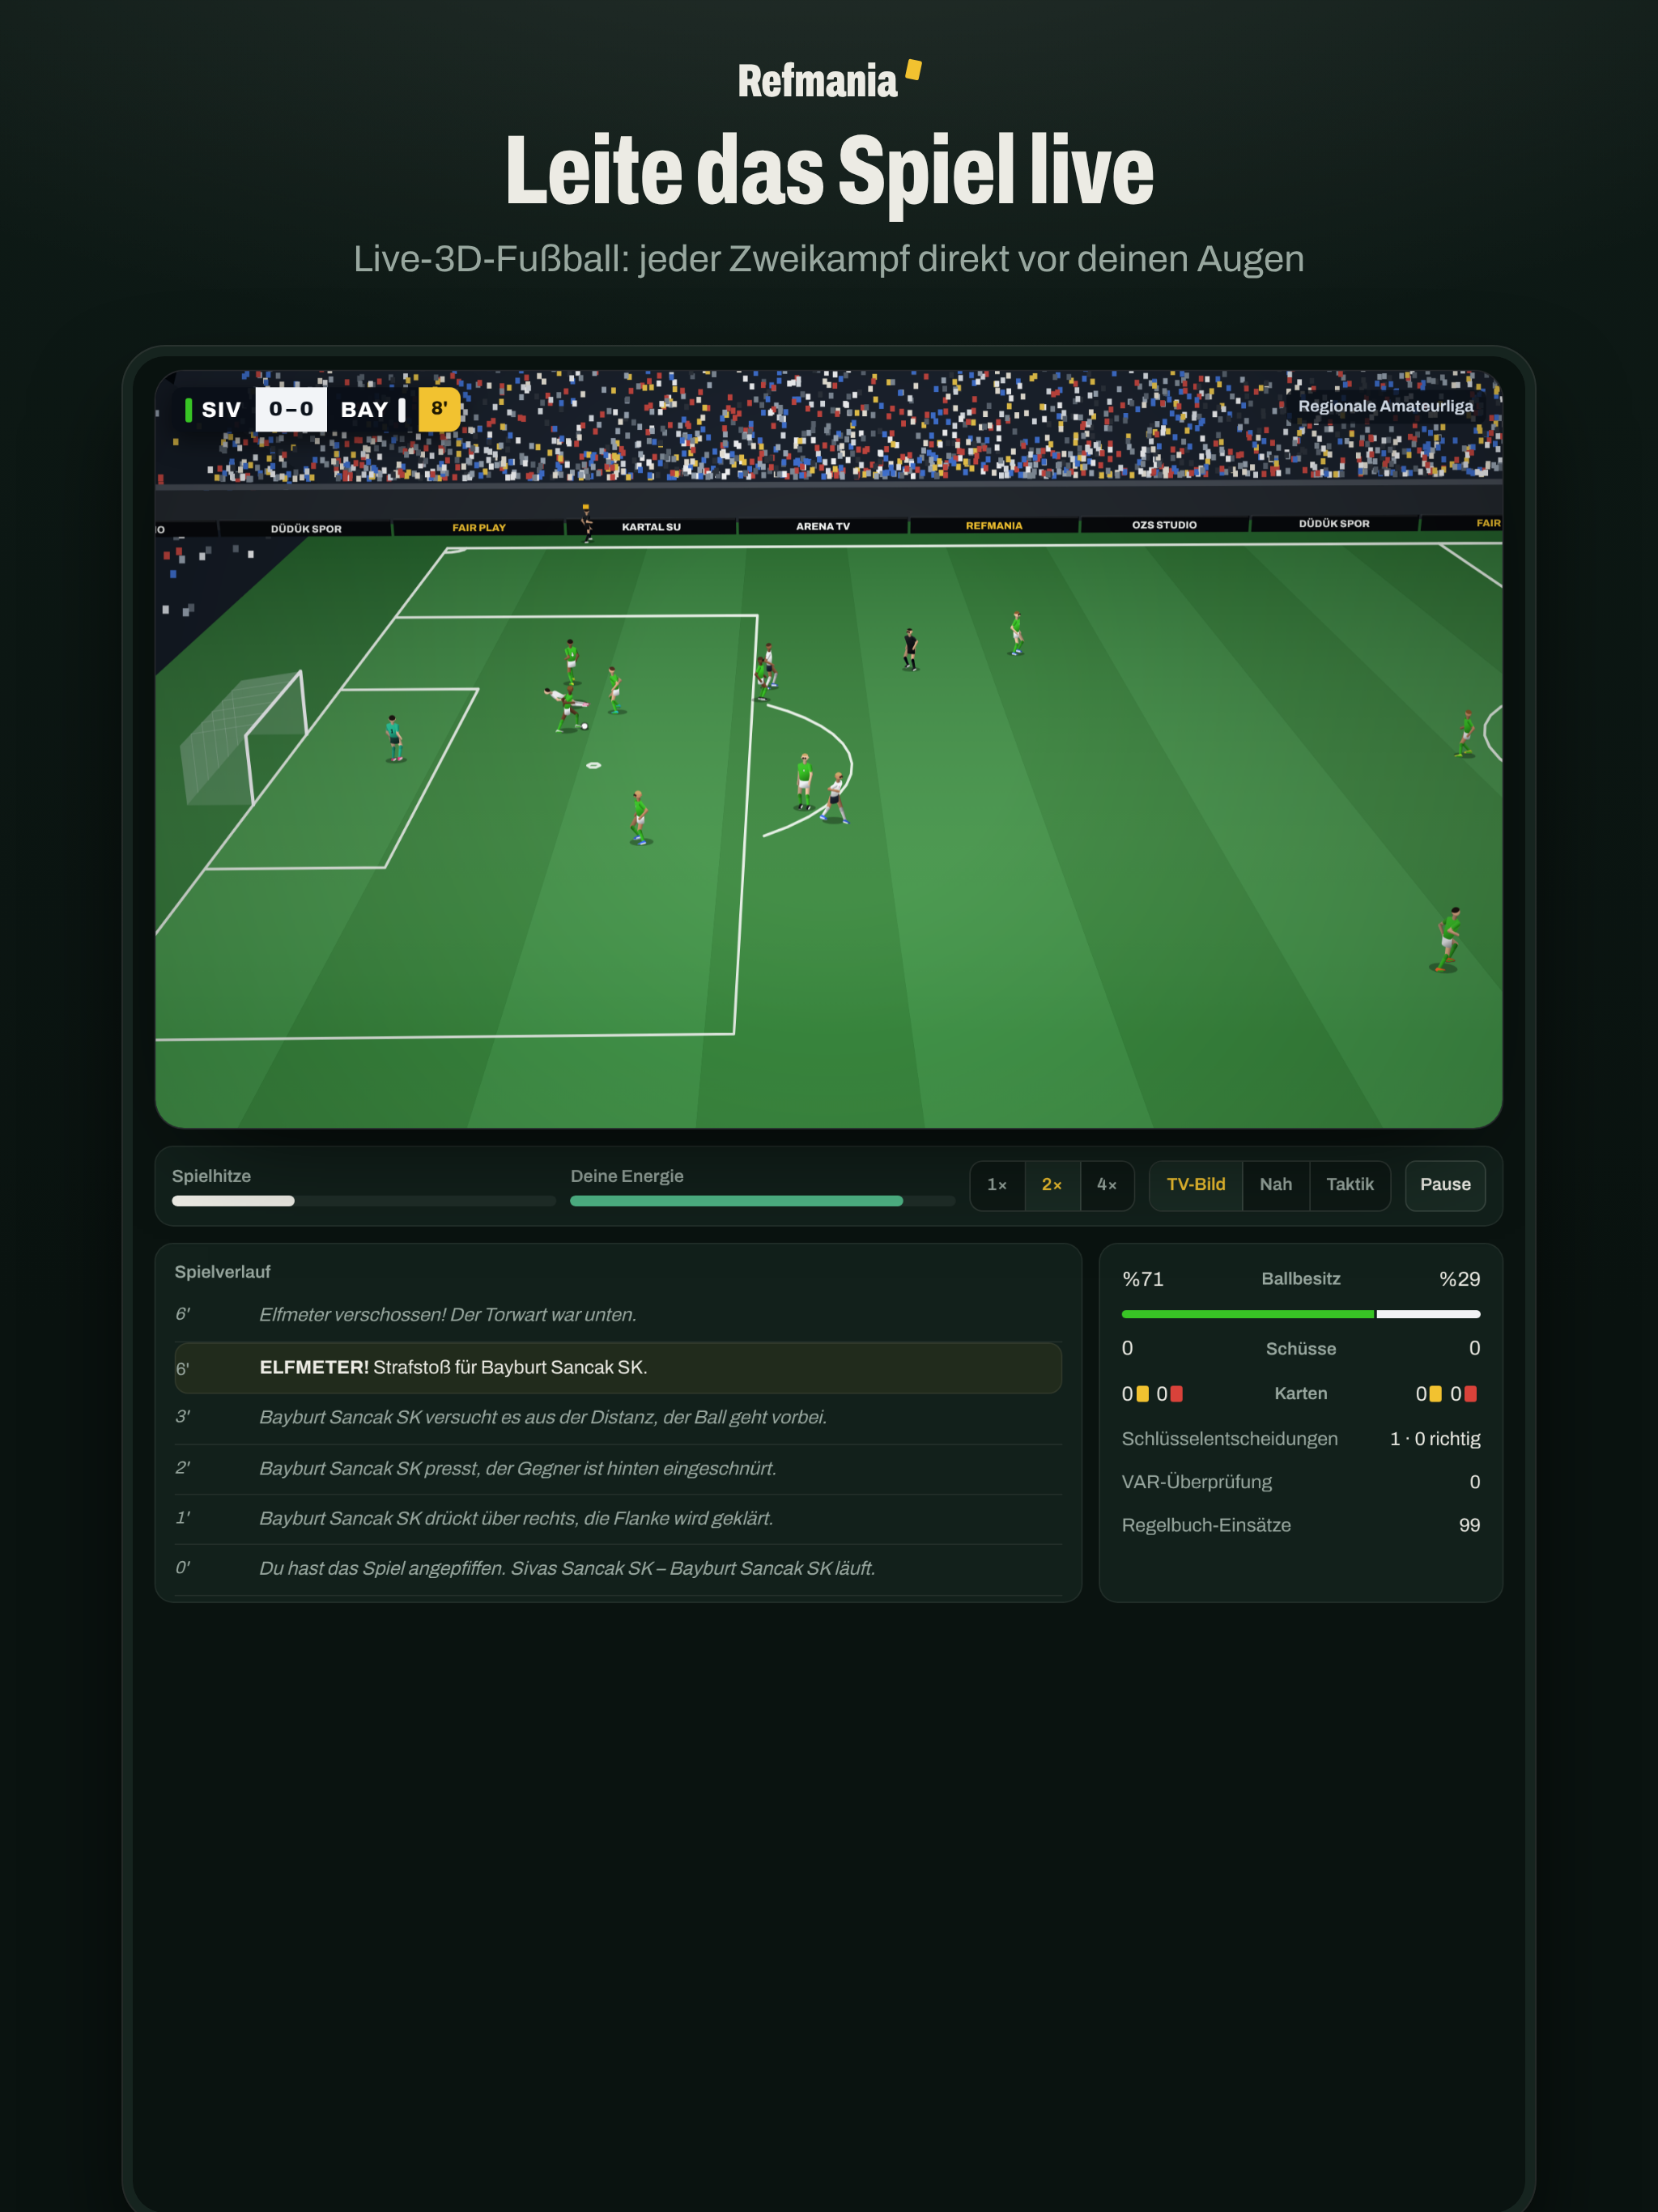 Refmania
Leite das Spiel live
Live-3D-Fußball: jeder Zweikampf direkt vor deinen Augen
SIV 0–0 BAY 8'
Regionale Amateurliga
IO DÜDÜK SPOR FAIR PLAY KARTAL SU ARENA TV REFMANIA OZS STUDIO DÜDÜK SPOR FAIR
Spielhitze
Deine Energie
1× 2× 4× TV-Bild Nah Taktik Pause
Spielverlauf
6' Elfmeter verschossen! Der Torwart war unten.
6' ELFMETER! Strafstoß für Bayburt Sancak SK.
3' Bayburt Sancak SK versucht es aus der Distanz, der Ball geht vorbei.
2' Bayburt Sancak SK presst, der Gegner ist hinten eingeschnürt.
1' Bayburt Sancak SK drückt über rechts, die Flanke wird geklärt.
0' Du hast das Spiel angepfiffen. Sivas Sancak SK – Bayburt Sancak SK läuft.
%71 Ballbesitz %29
0 Schüsse 0
0 0 Karten 0 0
Schlüsselentscheidungen 1 · 0 richtig
VAR-Überprüfung 0
Regelbuch-Einsätze 99